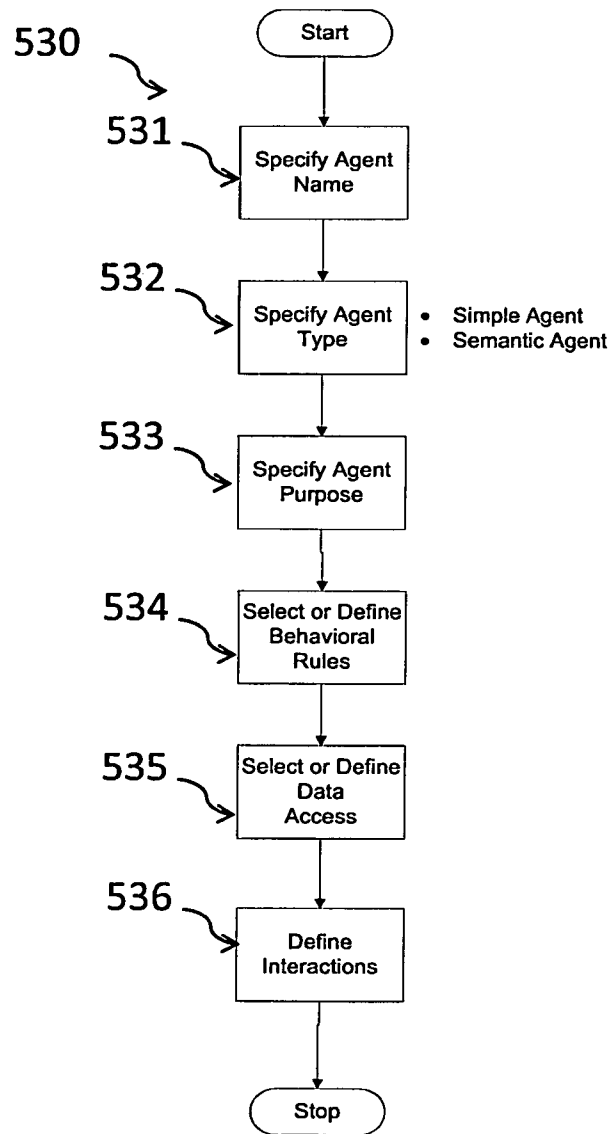 Start
530
531
Specify Agent
Name
532
Specify Agent
Type
• Simple Agent
• Semantic Agent
533
Specify Agent
Purpose
534
Select or Define
Behavioral
Rules
535
Select or Define
Data
Access
536
Define
Interactions
Stop